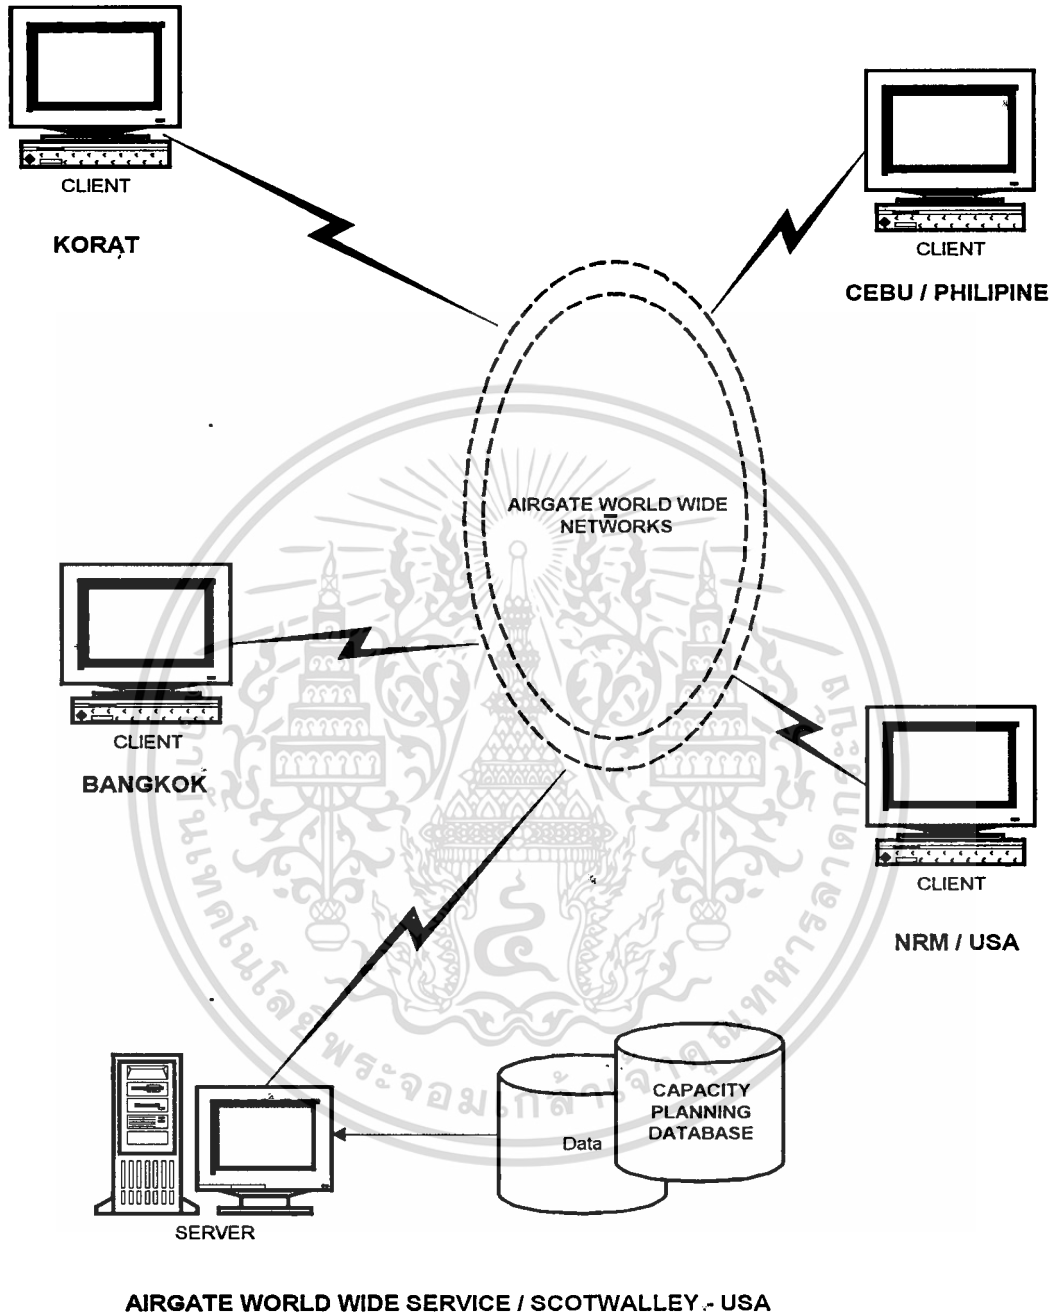 CLIENT
KORAT
CLIENT
CEBU / PHILIPINE
AIRGATE WORLD WIDE
NETWORKS
CLIENT
BANGKOK
CLIENT
NRM / USA
CAPACITY
PLANNING
DATABASE
Data
SERVER
AIRGATE WORLD WIDE SERVICE / SCOTWALLEY - USA